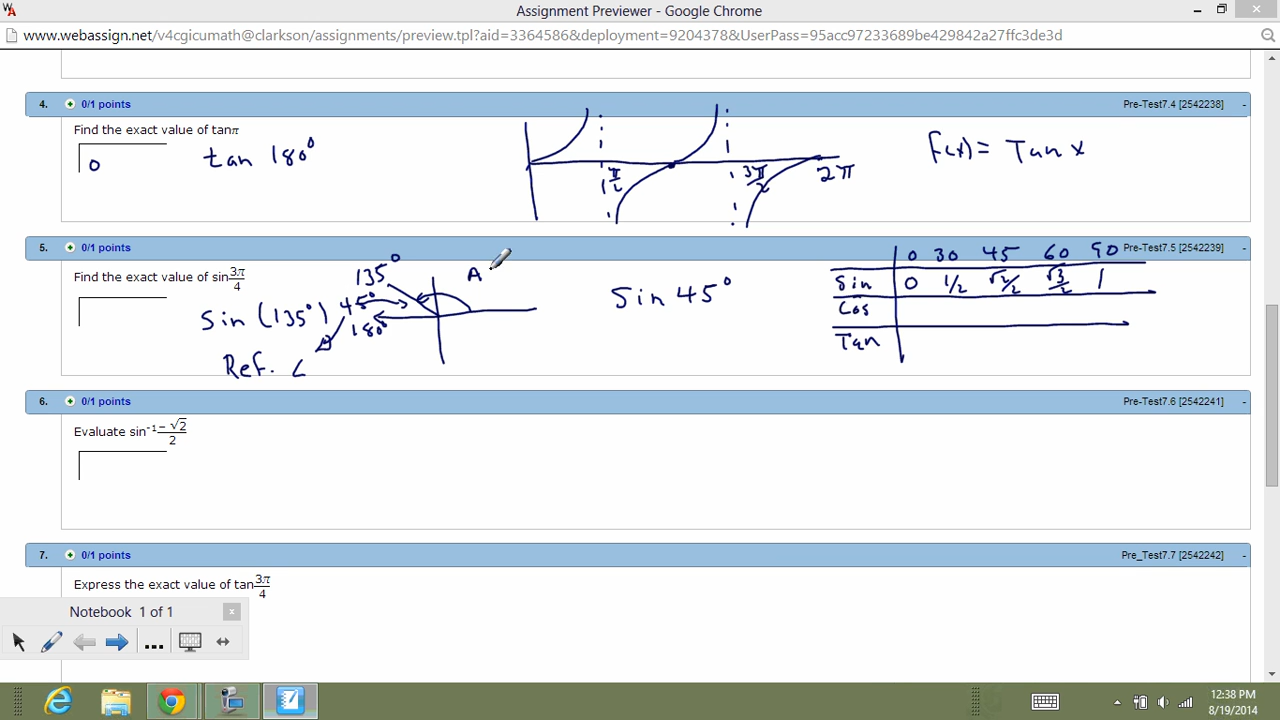 Assignment Previewer - Google Chrome
www.webassign.net/v4cgicumath@clarkson/assignments/preview.tpl?aid=3364586&deployment=9204378&UserPass=95acc97233689be429842a27ffc3de3d
4. 0/1 points Pre-Test7.4 [2542238] -
Find the exact value of tanπ
0 tan 180° π/2 3π/2 2π f(x) = Tan x
5. 0/1 points Pre-Test7.5 [2542239] -
0 30 45 60 90
Find the exact value of sin 3π/4
135° A
Sin 0 1/2 √2/2 √3/2 1
Sin (135°) 45° Sin 45°
Cos
180°
Tan
Ref. ∠
6. 0/1 points Pre-Test7.6 [2542241] -
Evaluate sin⁻¹ −√2/2
7. 0/1 points Pre_Test7.7 [2542242] -
Express the exact value of tan 3π/4
Notebook 1 of 1 x
...
12:38 PM
8/19/2014